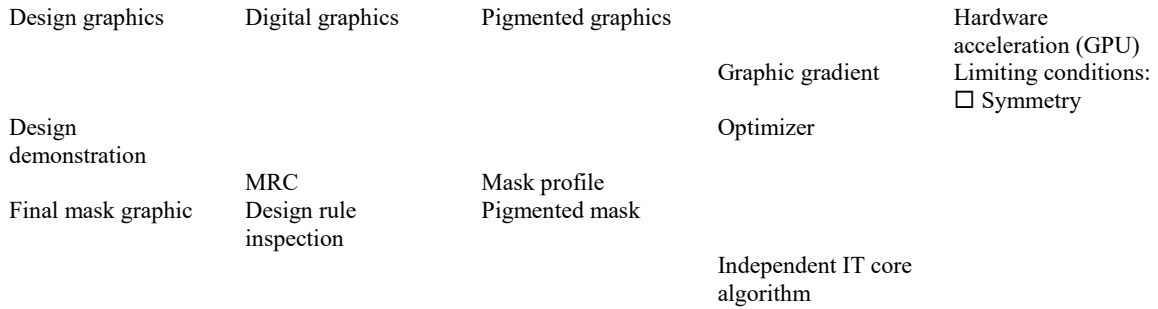 Design graphics Digital graphics Pigmented graphics Hardware
acceleration (GPU)
Graphic gradient Limiting conditions:
☐ Symmetry
Design Optimizer
demonstration
MRC Mask profile
Final mask graphic Design rule Pigmented mask
inspection
Independent IT core
algorithm